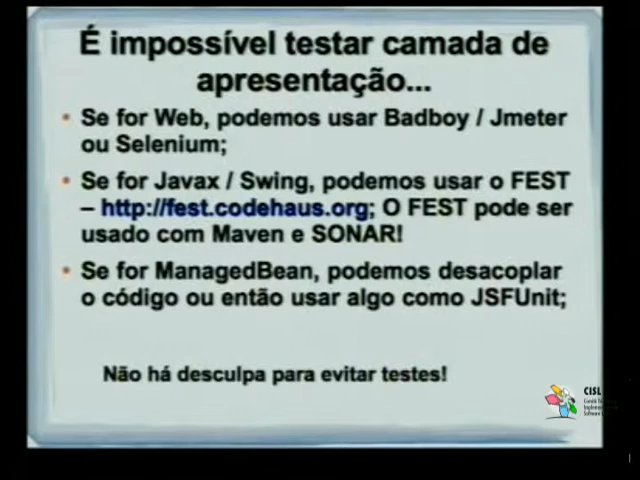 É impossível testar camada de
apresentação...
• Se for Web, podemos usar Badboy / Jmeter
ou Selenium;
• Se for Javax / Swing, podemos usar o FEST
– http://fest.codehaus.org; O FEST pode ser
usado com Maven e SONAR!
• Se for ManagedBean, podemos desacoplar
o código ou então usar algo como JSFUnit;
Não há desculpa para evitar testes!
CISL